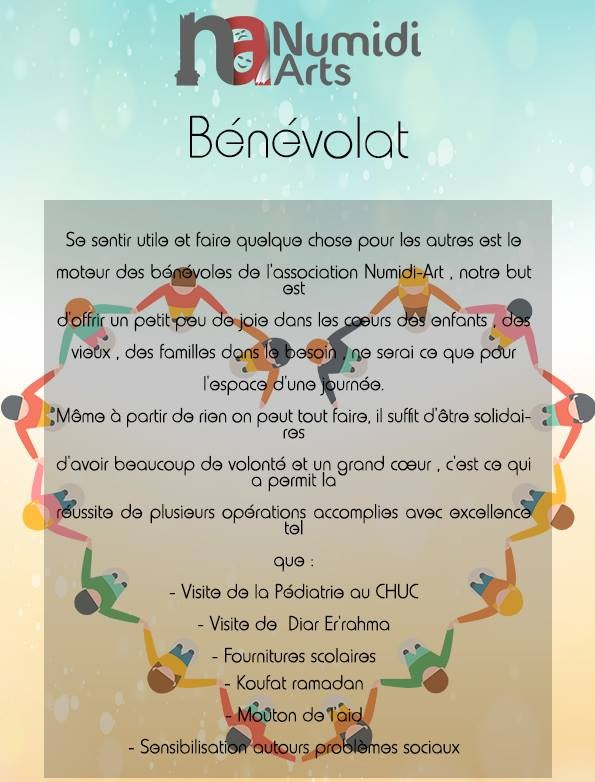 na Numidi
Arts
Bénévolat
Se sentir utile et faire quelque chose pour les autres est le
moteur des bénévoles de l'association Numidi-Art , notre but
est
d'offrir un petit peu de joie dans les cœurs des enfants , des
vieux , des familles dans le besoin , ne serai ce que pour
l'espace d'une journée.
Même à partir de rien on peut tout faire, il suffit d'être solidai-
res
d'avoir beaucoup de volonté et un grand cœur , c'est ce qui
a permit la
réussite de plusieurs opérations accomplies avec excellence
tel
que :
- Visite de la Pédiatrie au CHUC
- Visite de Diar Er'rahma
- Fournitures scolaires
- Koufat ramadan
- Mouton de l'aid
- Sensibilisation autours problèmes sociaux